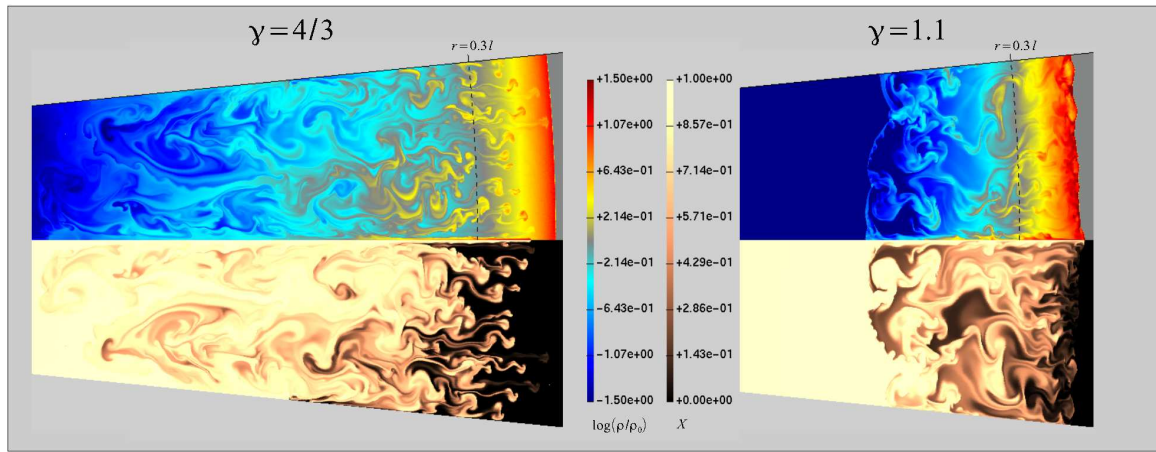 γ=4/3
γ=1.1
r=0.3l
r=0.3l
+1.50e+00
+1.00e+00
+1.07e+00
+8.57e-01
+6.43e-01
+7.14e-01
+2.14e-01
+5.71e-01
-2.14e-01
+4.29e-01
-6.43e-01
+2.86e-01
-1.07e+00
+1.43e-01
-1.50e+00
+0.00e+00
log(ρ/ρ₀)
X